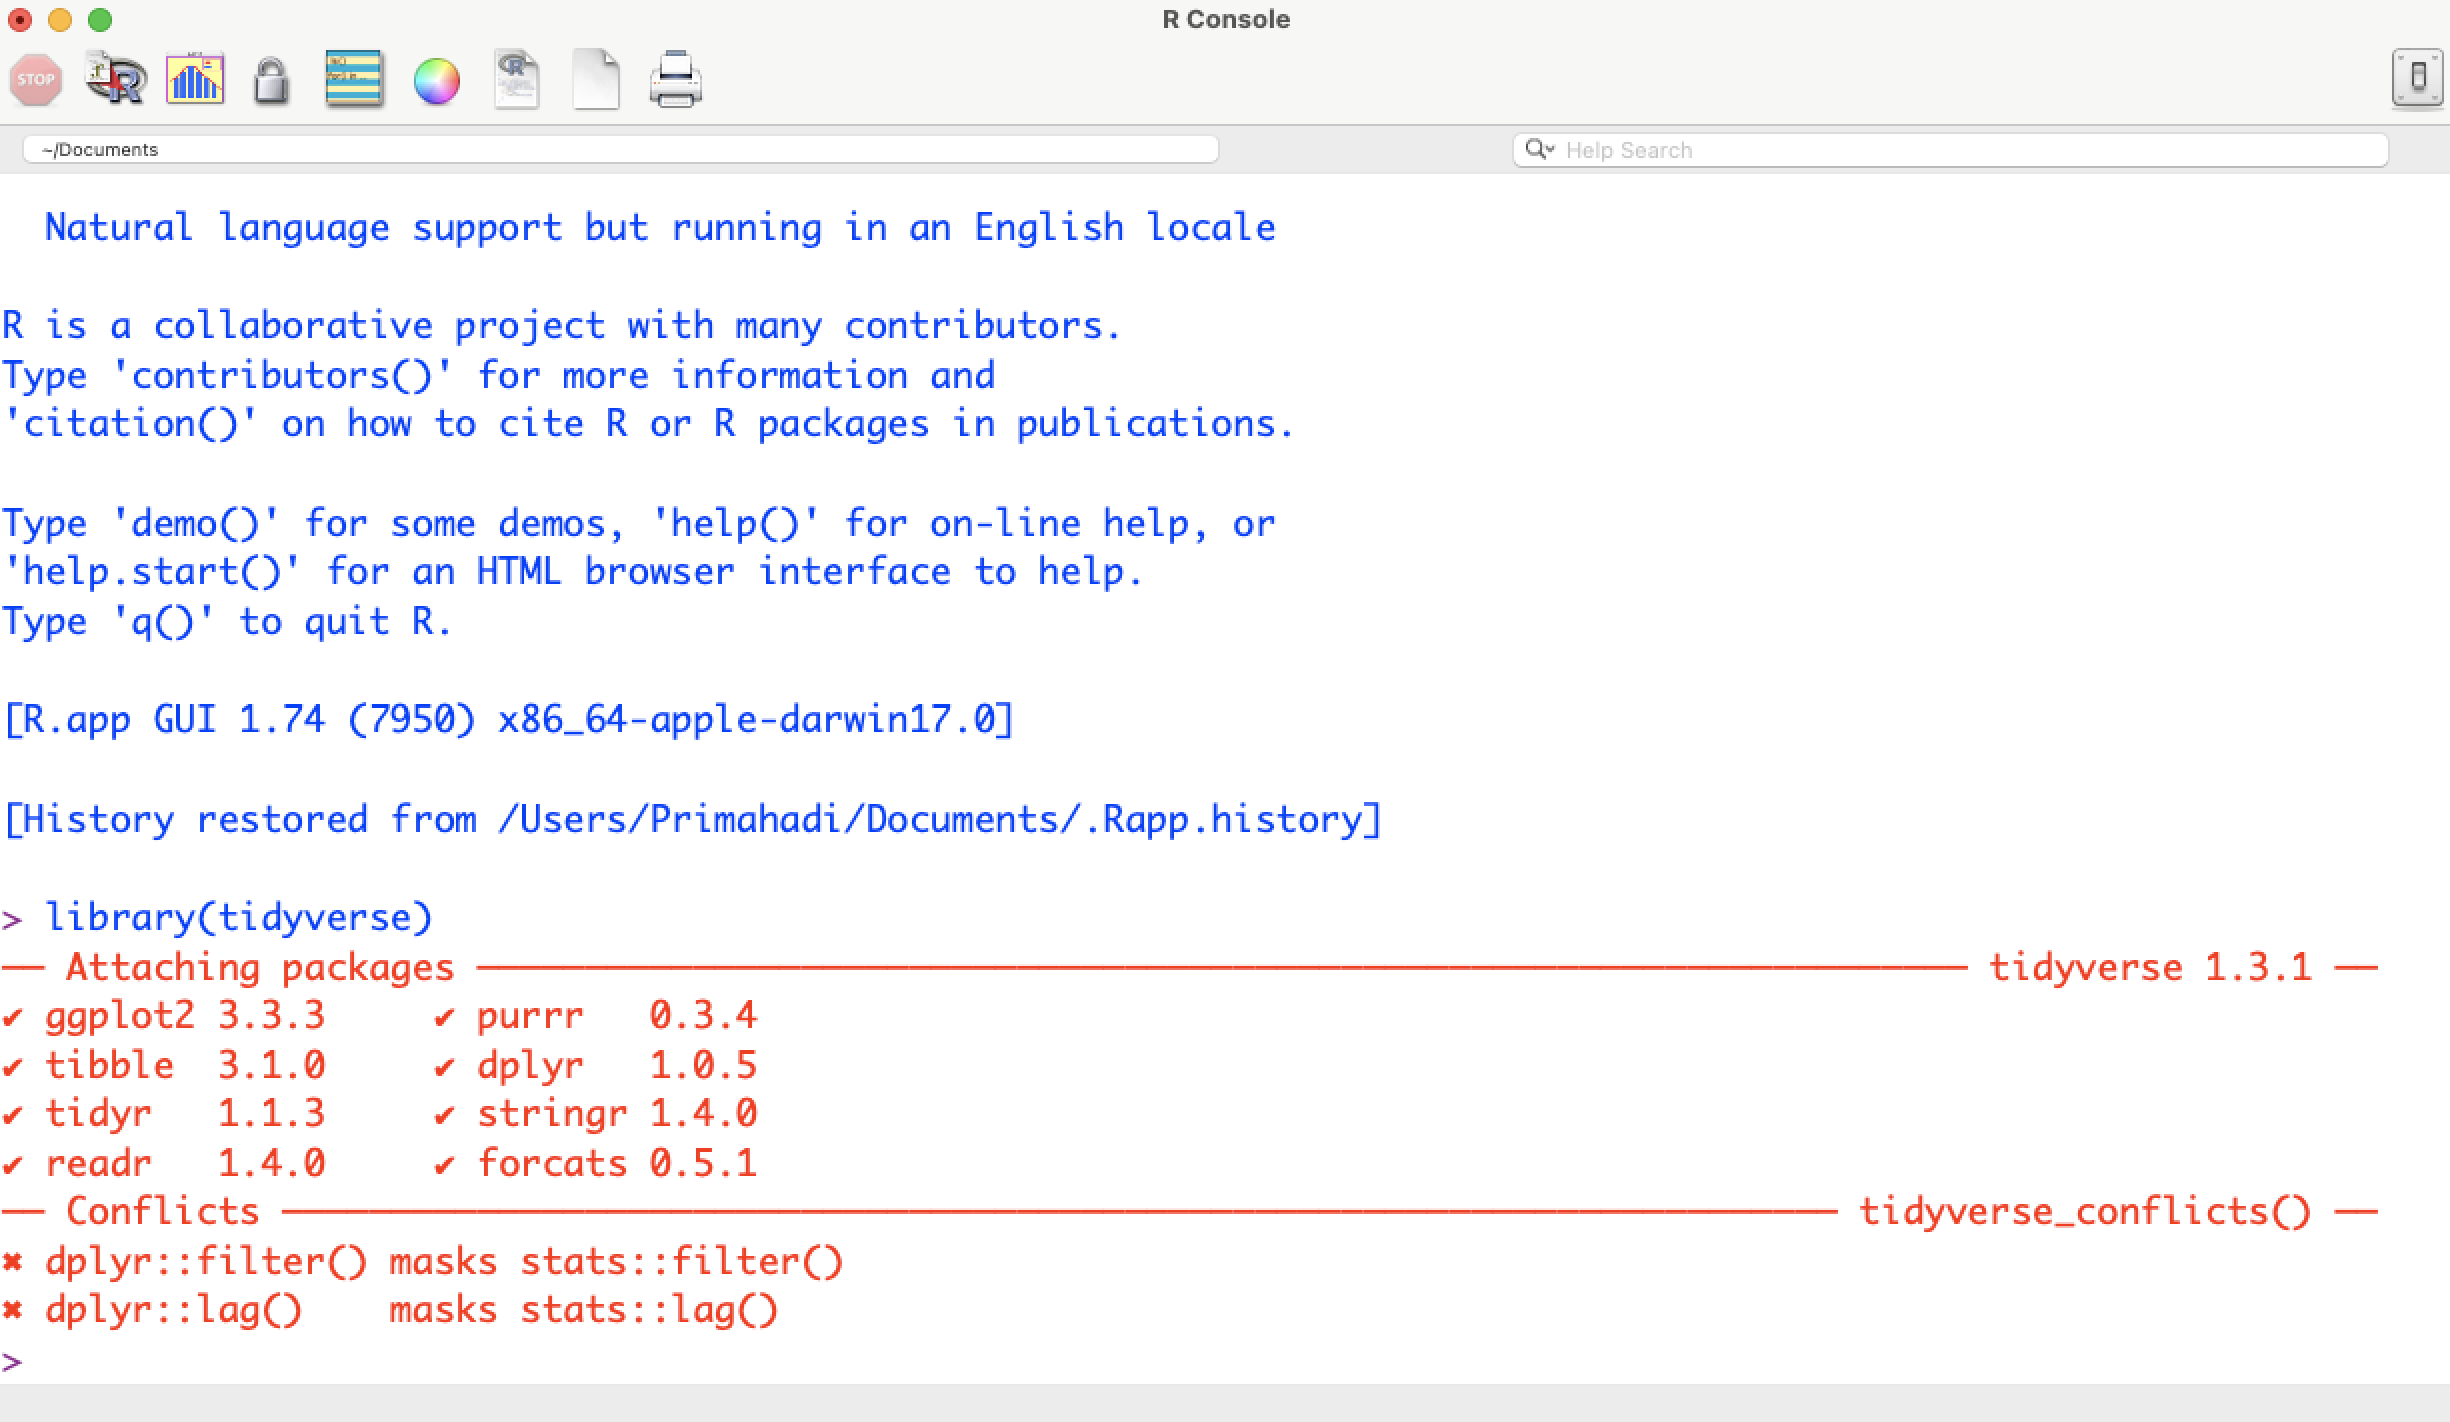 R Console
STOP
~/Documents
Help Search
Natural language support but running in an English locale
R is a collaborative project with many contributors.
Type 'contributors()' for more information and
'citation()' on how to cite R or R packages in publications.
Type 'demo()' for some demos, 'help()' for on-line help, or
'help.start()' for an HTML browser interface to help.
Type 'q()' to quit R.
[R.app GUI 1.74 (7950) x86_64-apple-darwin17.0]
[History restored from /Users/Primahadi/Documents/.Rapp.history]
> library(tidyverse)
── Attaching packages ──────────────── tidyverse 1.3.1 ──
✔ ggplot2 3.3.3     ✔ purrr   0.3.4
✔ tibble  3.1.0     ✔ dplyr   1.0.5
✔ tidyr   1.1.3     ✔ stringr 1.4.0
✔ readr   1.4.0     ✔ forcats 0.5.1
── Conflicts ──────────────── tidyverse_conflicts() ──
✖ dplyr::filter() masks stats::filter()
✖ dplyr::lag()    masks stats::lag()
>